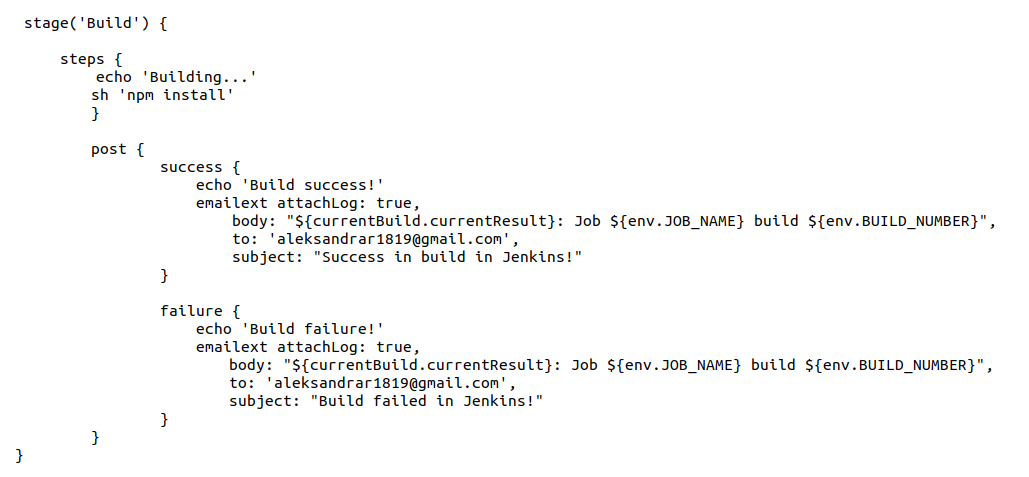 stage('Build') {
steps {
echo 'Building...'
sh 'npm install'
}
post {
success {
echo 'Build success!'
emailext attachLog: true,
body: "${currentBuild.currentResult}: Job ${env.JOB_NAME} build ${env.BUILD_NUMBER}",
to: 'aleksandrar1819@gmail.com',
subject: "Success in build in Jenkins!"
}
failure {
echo 'Build failure!'
emailext attachLog: true,
body: "${currentBuild.currentResult}: Job ${env.JOB_NAME} build ${env.BUILD_NUMBER}",
to: 'aleksandrar1819@gmail.com',
subject: "Build failed in Jenkins!"
}
}
}